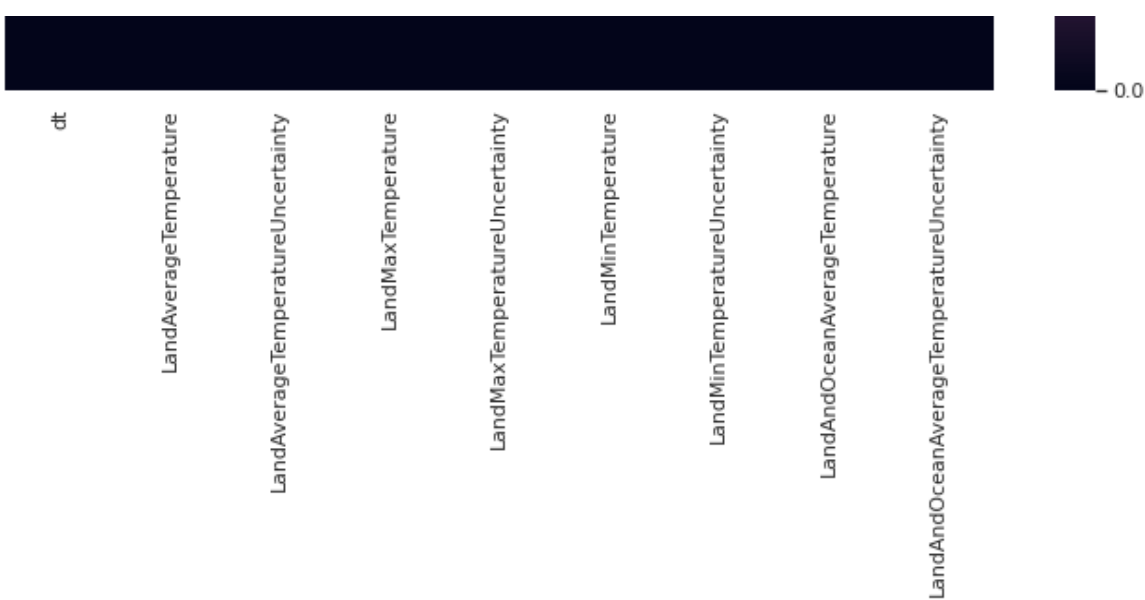 0.0
dt
LandAverageTemperature
LandAverageTemperatureUncertainty
LandMaxTemperature
LandMaxTemperatureUncertainty
LandMinTemperature
LandMinTemperatureUncertainty
LandAndOceanAverageTemperature
LandAndOceanAverageTemperatureUncertainty